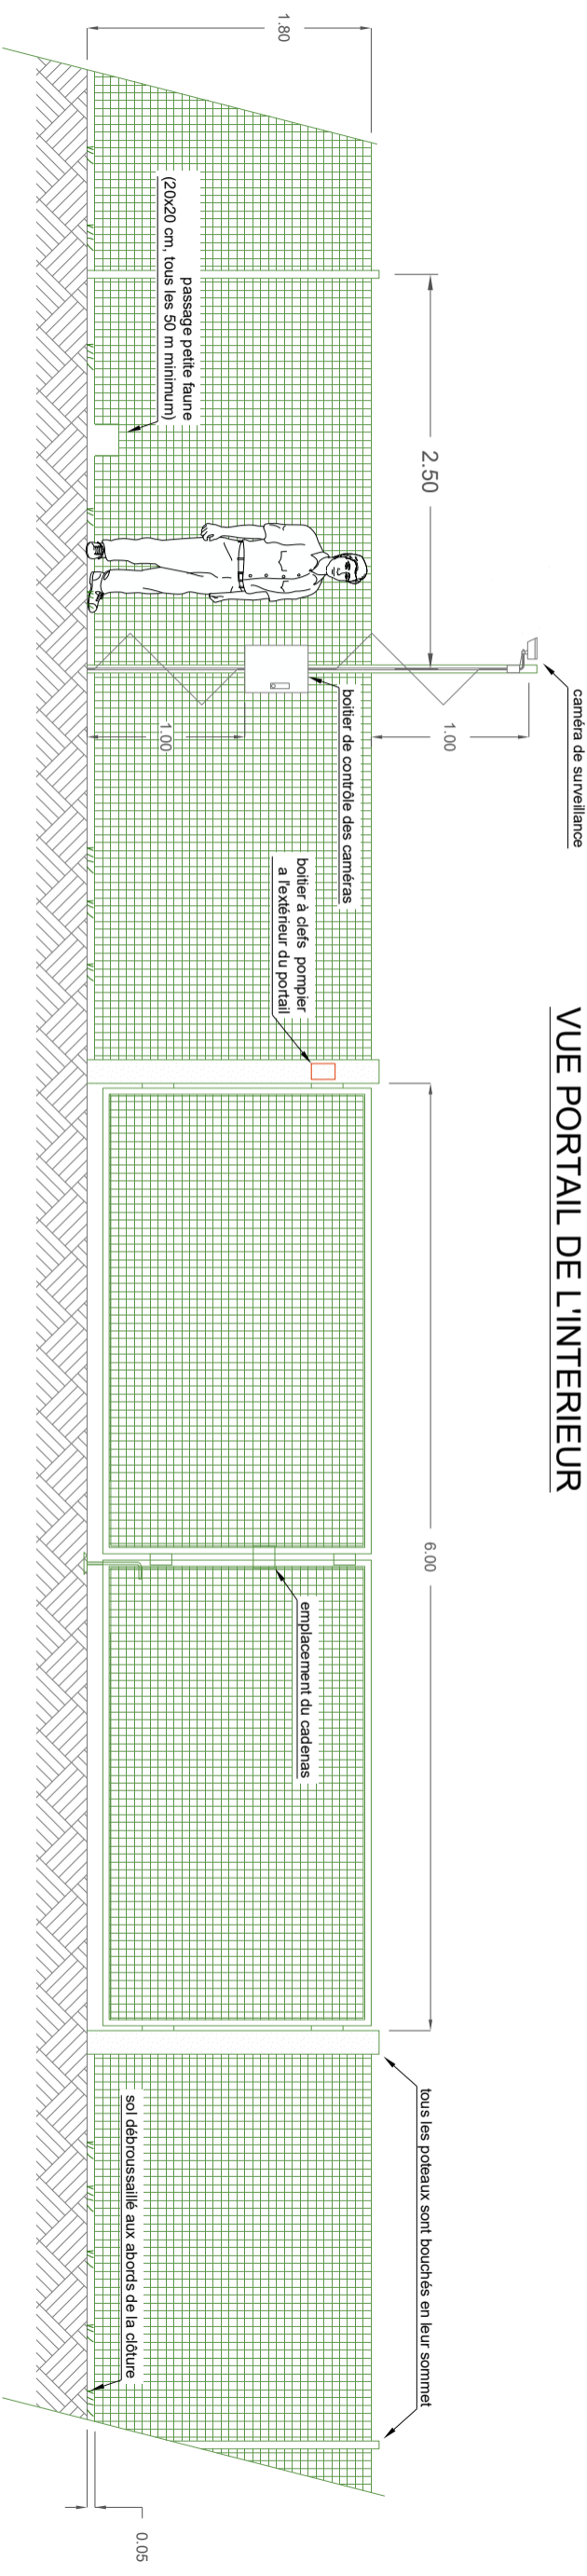 VUE PORTAIL DE L'INTERIEUR
caméra de surveillance
1.80
2.50
6.00
1.00
1.00
passage petite faune
(20x20 cm, tous les 50 m minimum)
boitier de contrôle des caméras
boitier à clefs pompier
a l'extérieur du portail
emplacement du cadenas
tous les poteaux sont bouchés en leur sommet
sol débroussaillé aux abords de la clôture
0.05